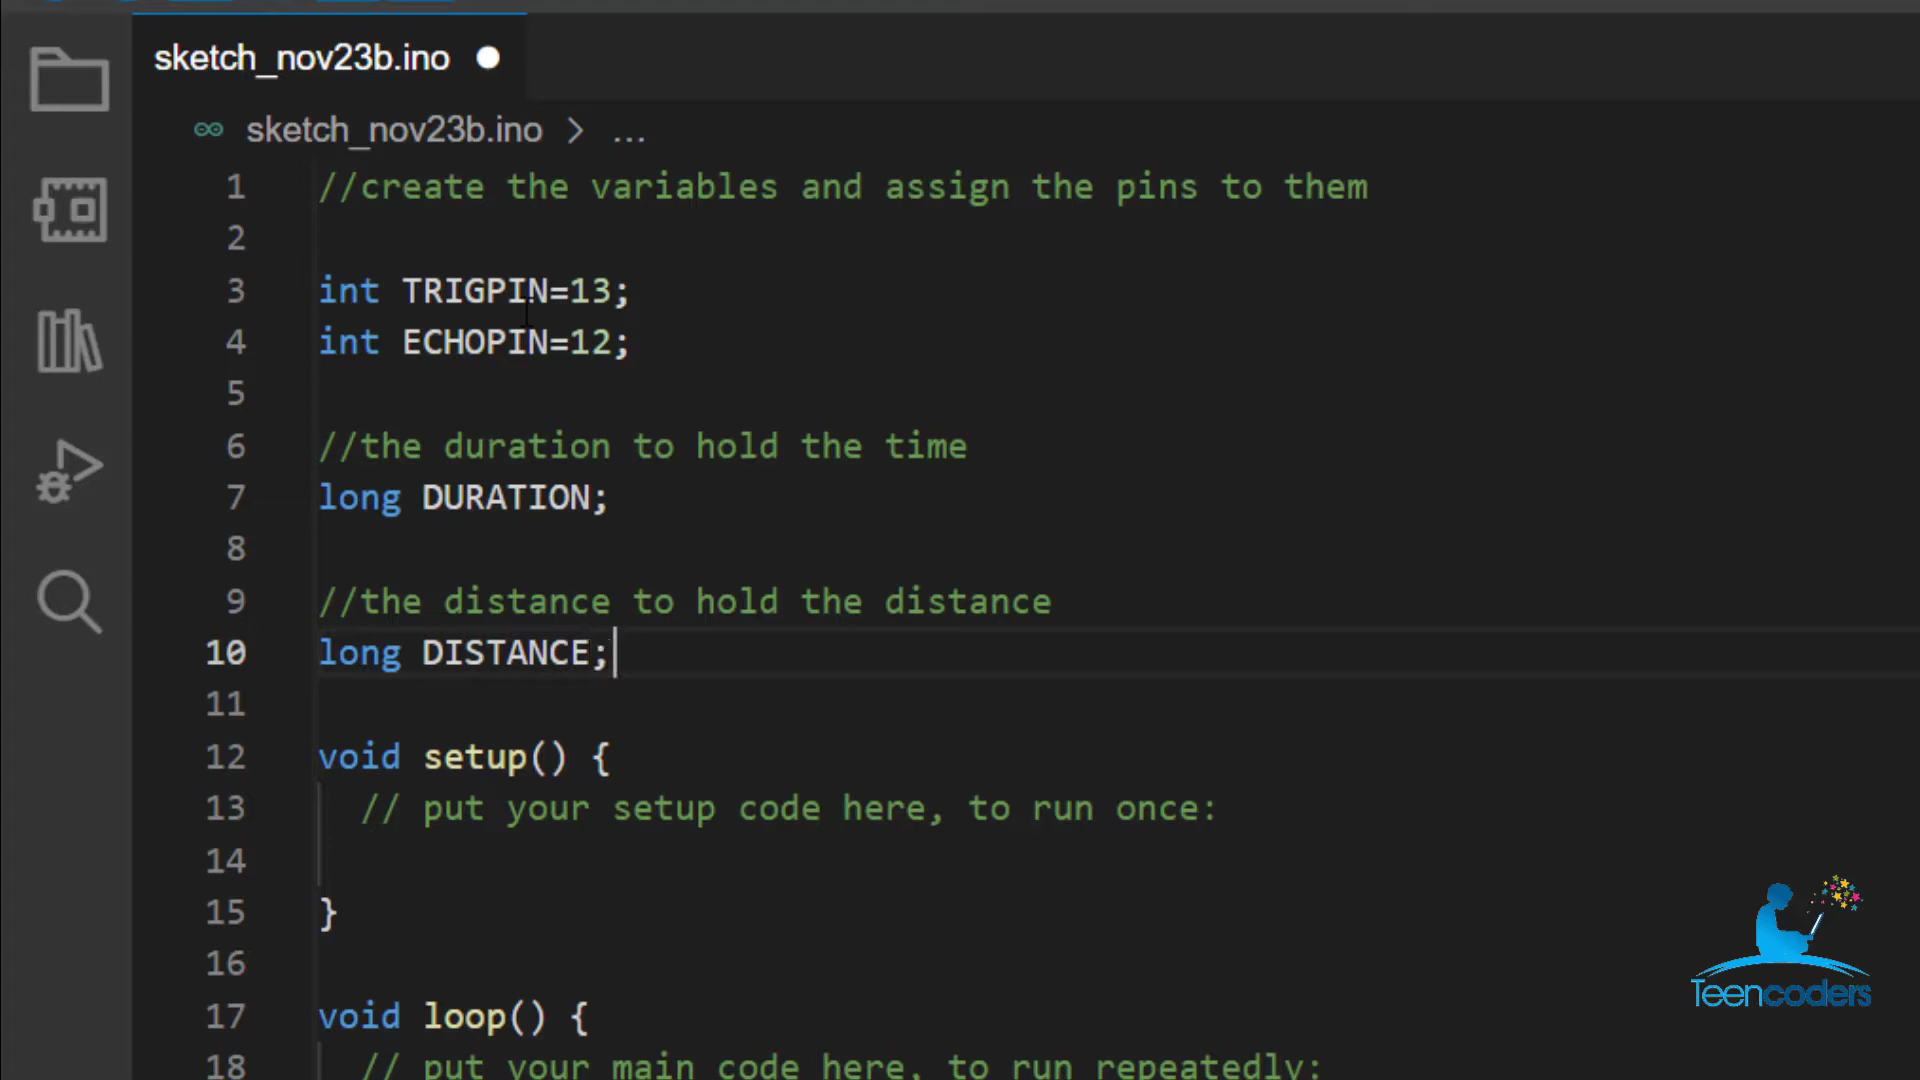 sketch_nov23b.ino
sketch_nov23b.ino > ...
1 //create the variables and assign the pins to them
2
3 int TRIGPIN=13;
4 int ECHOPIN=12;
5
6 //the duration to hold the time
7 long DURATION;
8
9 //the distance to hold the distance
10 long DISTANCE;
11
12 void setup() {
13 // put your setup code here, to run once:
14
15 }
16
17 void loop() {
18 // put your main code here, to run repeatedly:
Teencoders